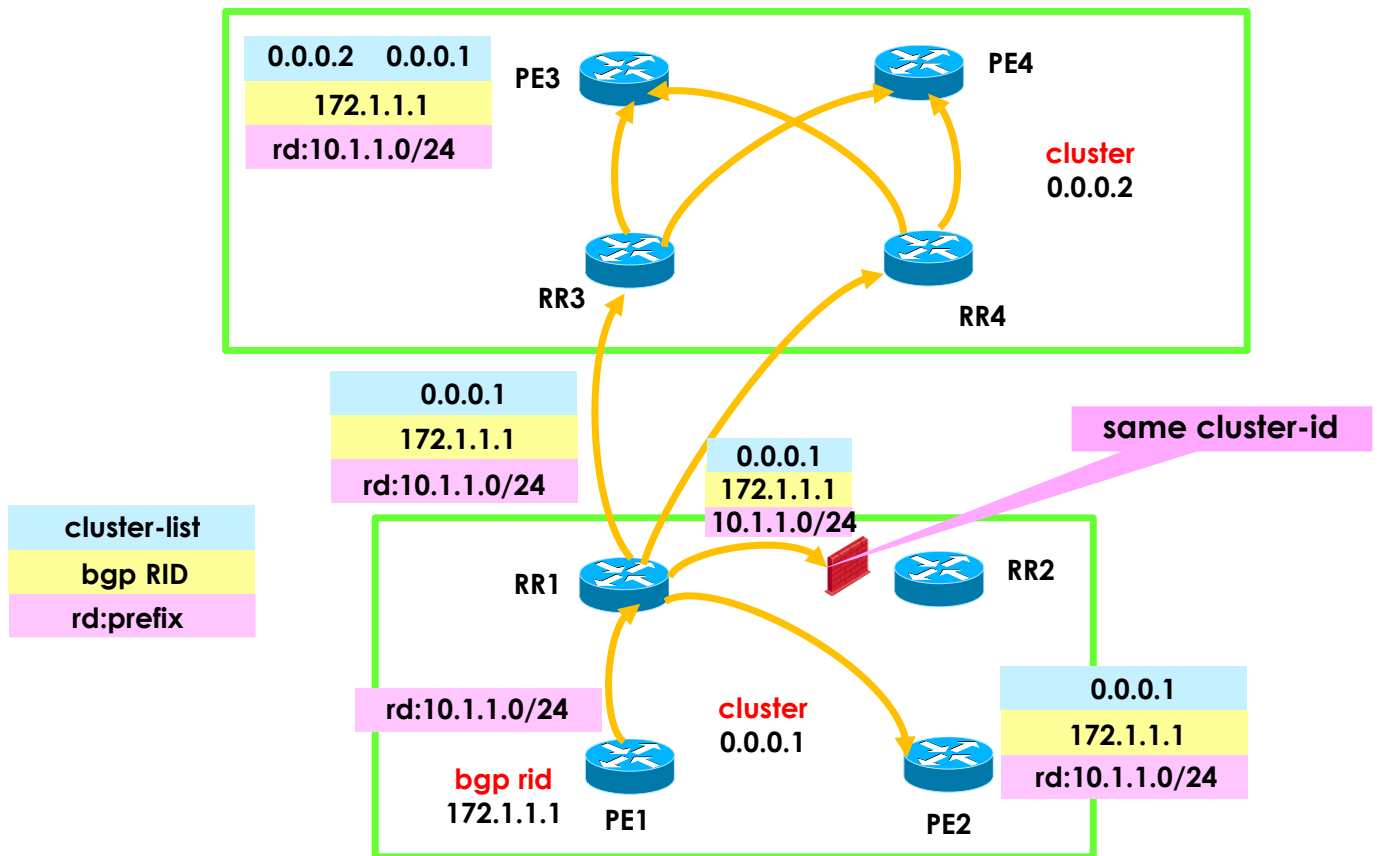 0.0.0.2 0.0.0.1
172.1.1.1
rd:10.1.1.0/24
PE3
PE4
cluster
0.0.0.2
RR3
RR4
0.0.0.1
172.1.1.1
rd:10.1.1.0/24
same cluster-id
0.0.0.1
172.1.1.1
10.1.1.0/24
cluster-list
bgp RID
rd:prefix
RR1
RR2
rd:10.1.1.0/24
cluster
0.0.0.1
0.0.0.1
172.1.1.1
rd:10.1.1.0/24
bgp rid
172.1.1.1
PE1
PE2